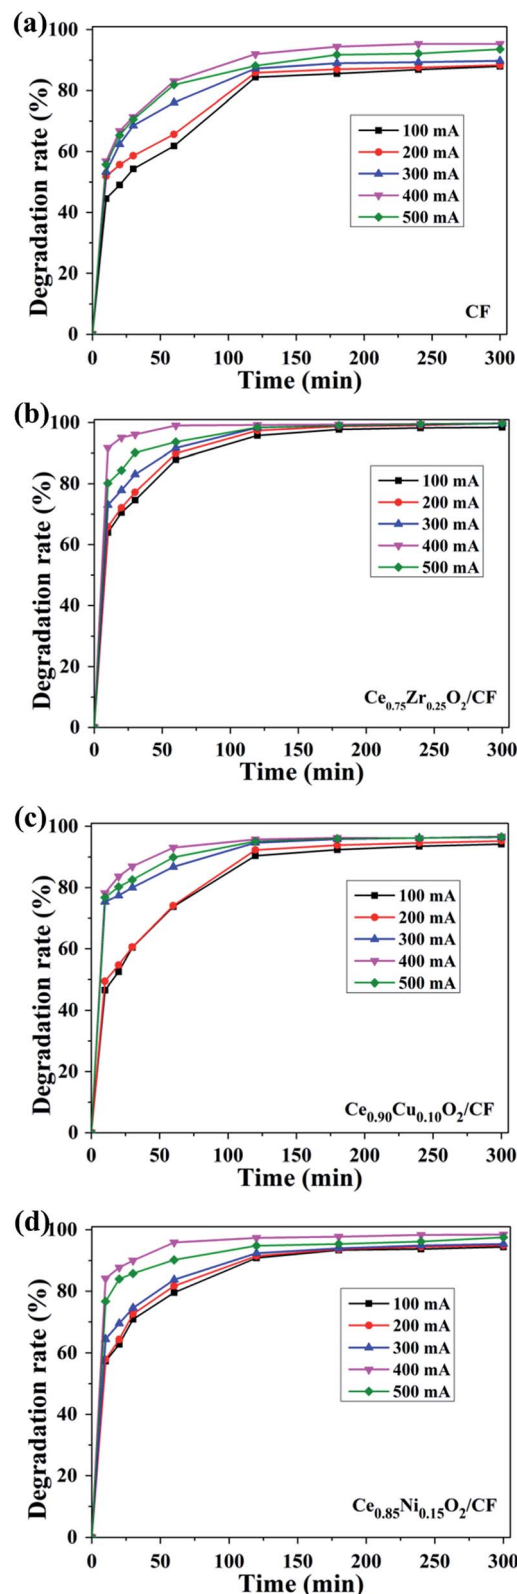 (a)
100
80
60
40
20
0
Degradation rate (%)
100 mA
200 mA
300 mA
400 mA
500 mA
CF
0 50 100 150 200 250 300
Time (min)
(b)
100
80
60
40
20
0
Degradation rate (%)
100 mA
200 mA
300 mA
400 mA
500 mA
Ce₀.₇₅Zr₀.₂₅O₂/CF
0 50 100 150 200 250 300
Time (min)
(c)
100
80
60
40
20
0
Degradation rate (%)
100 mA
200 mA
300 mA
400 mA
500 mA
Ce₀.₉₀Cu₀.₁₀O₂/CF
0 50 100 150 200 250 300
Time (min)
(d)
100
80
60
40
20
0
Degradation rate (%)
100 mA
200 mA
300 mA
400 mA
500 mA
Ce₀.₈₅Ni₀.₁₅O₂/CF
0 50 100 150 200 250 300
Time (min)